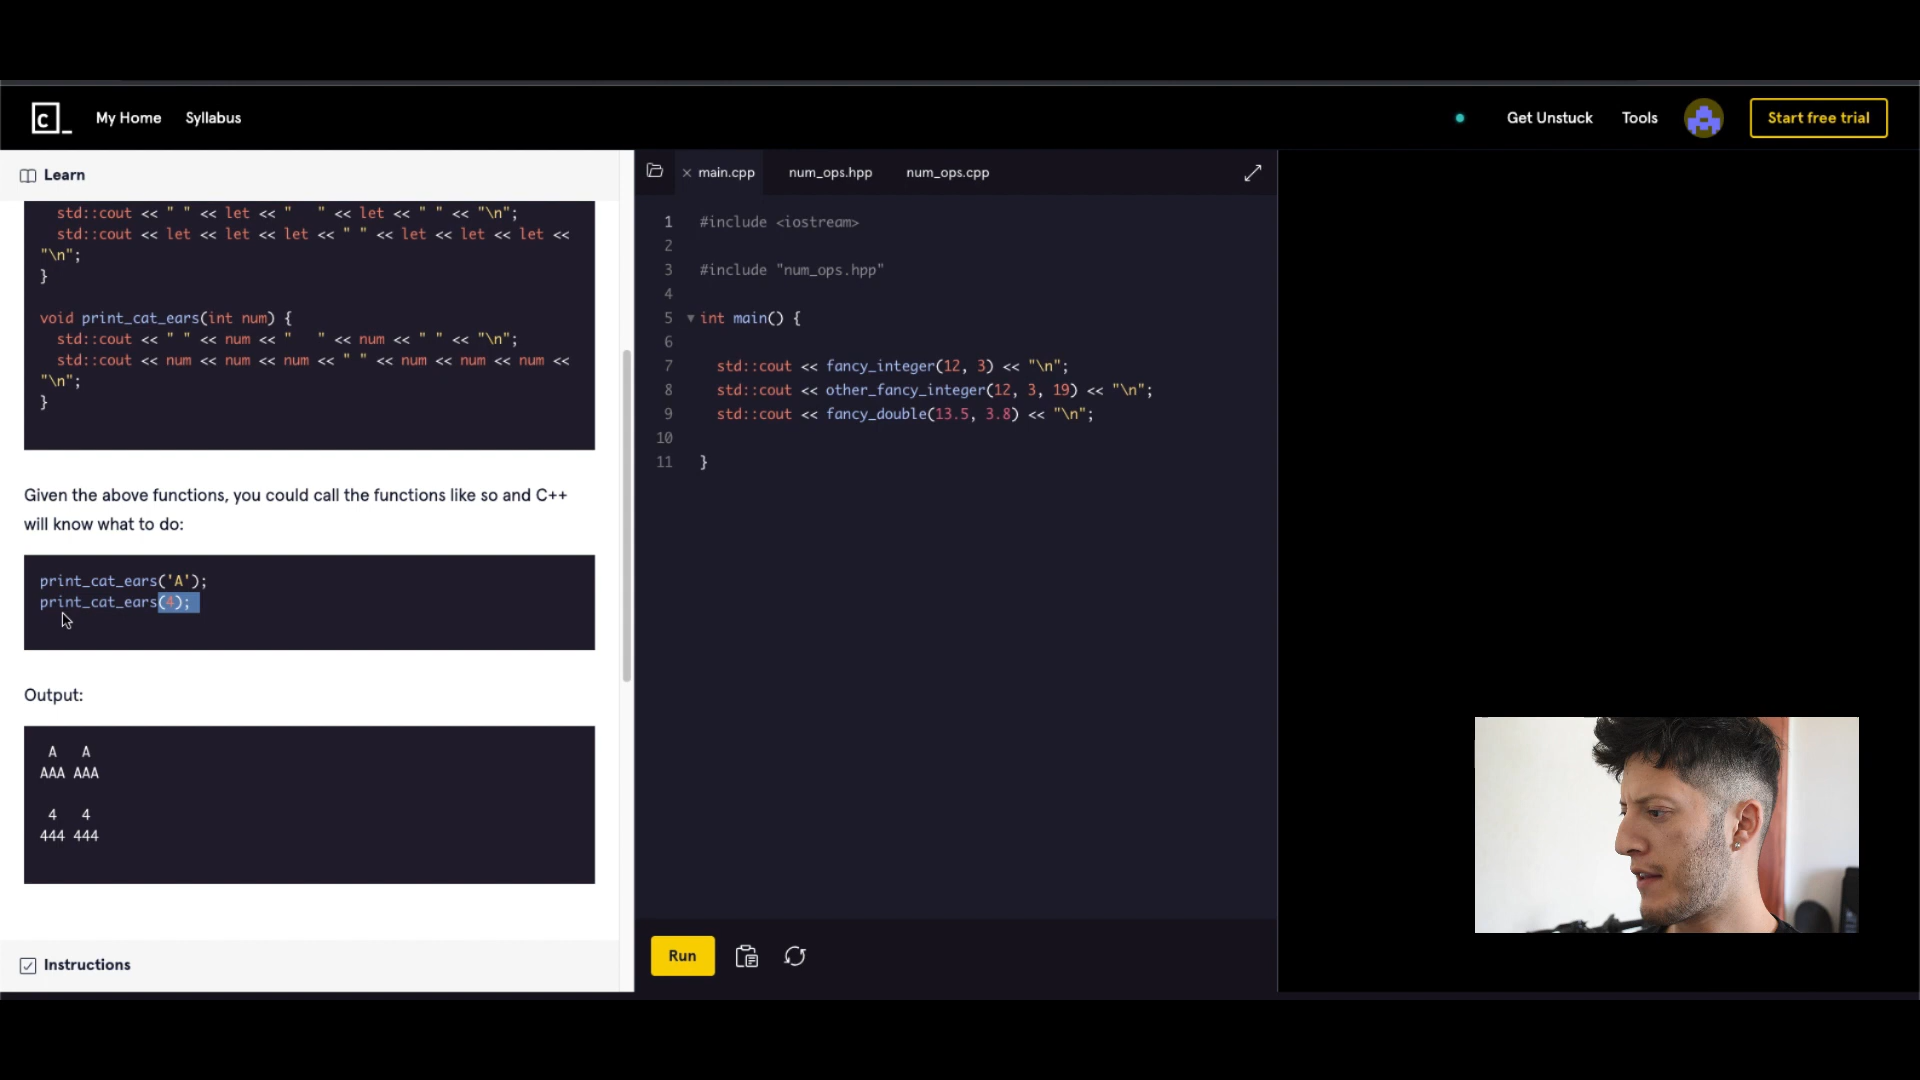 c_ My Home Syllabus Get Unstuck Tools Start free trial
Learn
std::cout << " " << let << "   " << let << " " << "\n";
std::cout << let << let << let << " " << let << let << let <<
"\n";
}
void print_cat_ears(int num) {
std::cout << " " << num << "   " << num << " " << "\n";
std::cout << num << num << num << " " << num << num << num <<
"\n";
}
Given the above functions, you could call the functions like so and C++
will know what to do:
print_cat_ears('A');
print_cat_ears(4);
Output:
A   A
AAA AAA
4   4
444 444
Instructions
main.cpp num_ops.hpp num_ops.cpp
1 #include <iostream>
2
3 #include "num_ops.hpp"
4
5 int main() {
6
7 std::cout << fancy_integer(12, 3) << "\n";
8 std::cout << other_fancy_integer(12, 3, 19) << "\n";
9 std::cout << fancy_double(13.5, 3.8) << "\n";
10
11 }
Run